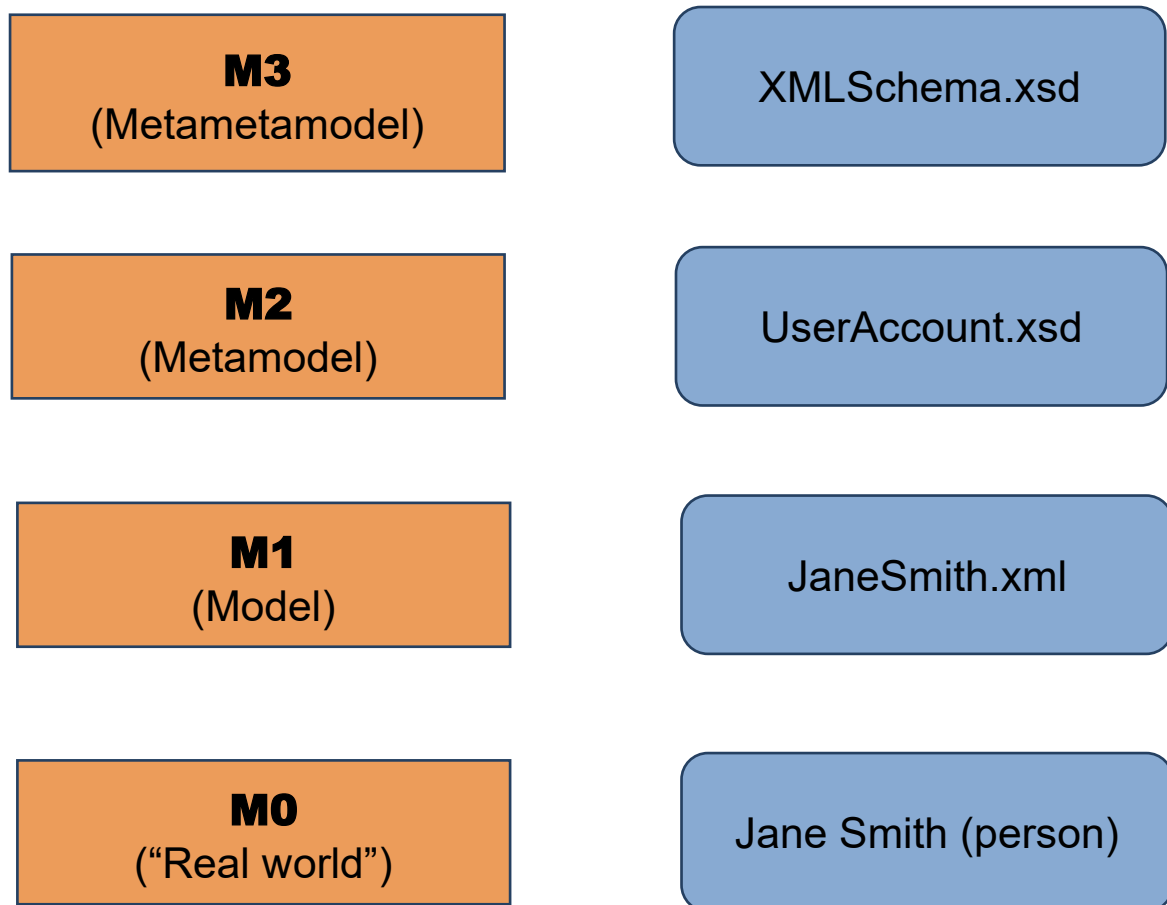 M3
(Metametamodel)
XMLSchema.xsd
M2
(Metamodel)
UserAccount.xsd
M1
(Model)
JaneSmith.xml
M0
(“Real world”)
Jane Smith (person)